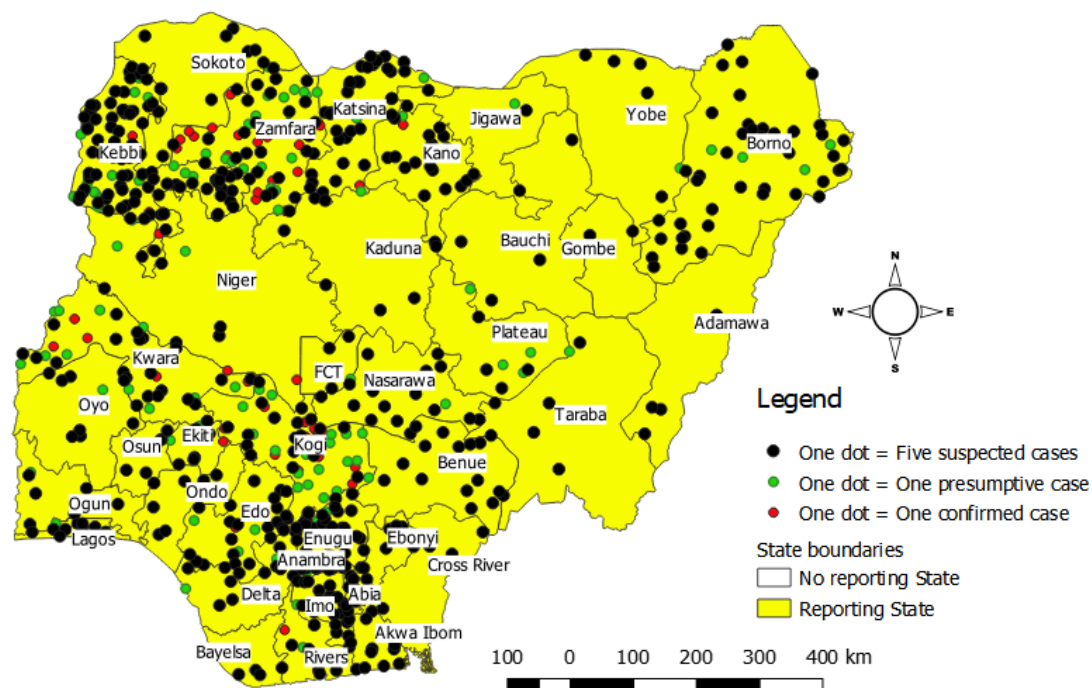 Sokoto
Katsina
Jigawa
Yobe
Zamfara
Kebbi
Kano
Borno
Kaduna
Bauchi
Gombe
Niger
Adamawa
Plateau
Kwara
FCT
Nasarawa
Oyo
Taraba
Osun
Ekiti
Kogi
Benue
Ogun
Ondo
Edo
Lagos
Enugu
Ebonyi
Anambra
Cross River
Delta
Imo
Abia
Akwa Ibom
Bayelsa
Rivers
N
W
E
S
Legend
One dot = Five suspected cases
One dot = One presumptive case
One dot = One confirmed case
State boundaries
No reporting State
Reporting State
100 0 100 200 300 400 km